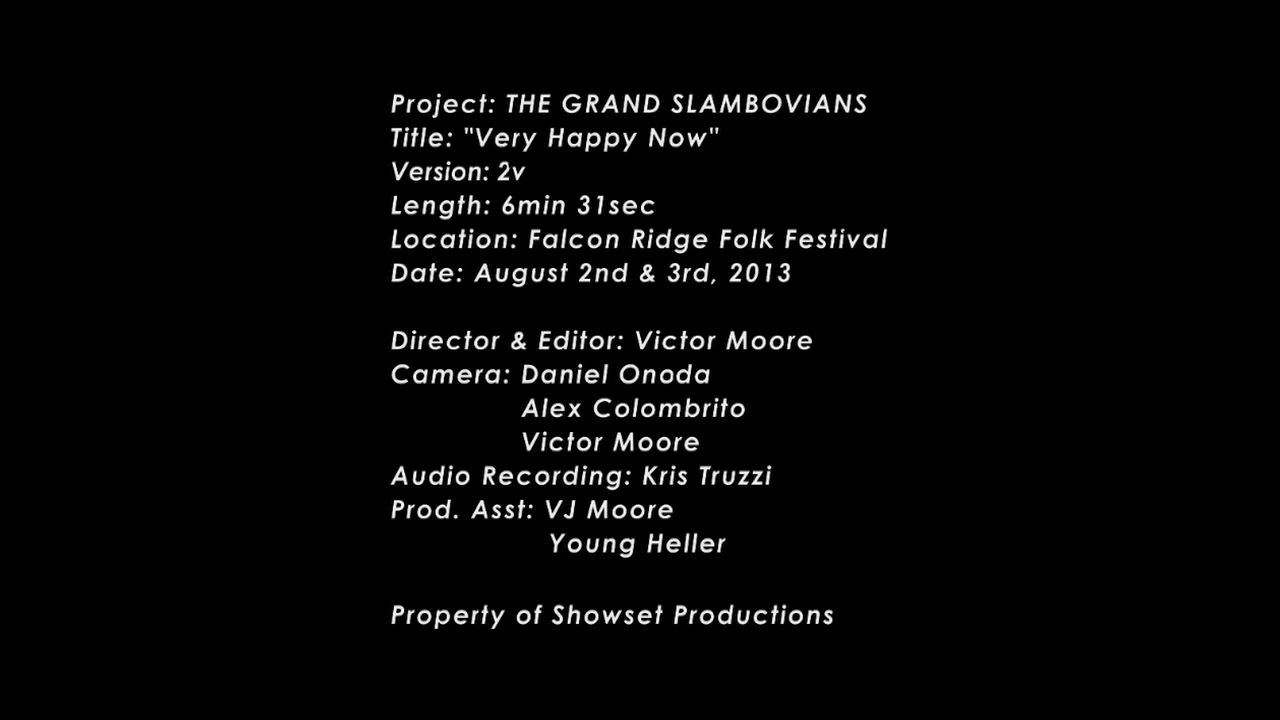 Project: THE GRAND SLAMBOVIANS
Title: "Very Happy Now"
Version: 2v
Length: 6min 31sec
Location: Falcon Ridge Folk Festival
Date: August 2nd & 3rd, 2013
Director & Editor: Victor Moore
Camera: Daniel Onoda
Alex Colombrito
Victor Moore
Audio Recording: Kris Truzzi
Prod. Asst: VJ Moore
Young Heller
Property of Showset Productions